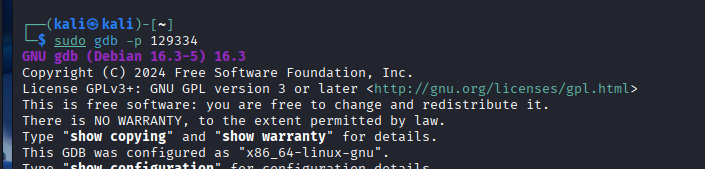 ┌──(kali㉿kali)-[~]
└─$ sudo gdb -p 129334
GNU gdb (Debian 16.3-5) 16.3
Copyright (C) 2024 Free Software Foundation, Inc.
License GPLv3+: GNU GPL version 3 or later <http://gnu.org/licenses/gpl.html>
This is free software: you are free to change and redistribute it.
There is NO WARRANTY, to the extent permitted by law.
Type "show copying" and "show warranty" for details.
This GDB was configured as "x86_64-linux-gnu".
Type "show configuration" for configuration details.